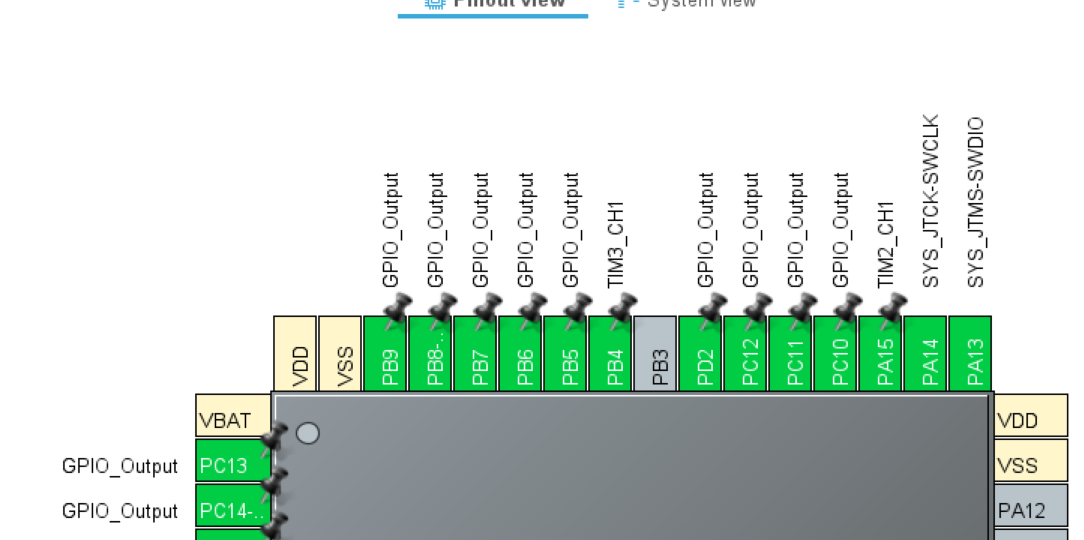 Pinout view System view
GPIO_Output
GPIO_Output
GPIO_Output
GPIO_Output
GPIO_Output
TIM3_CH1
GPIO_Output
GPIO_Output
GPIO_Output
GPIO_Output
TIM2_CH1
SYS_JTCK-SWCLK
SYS_JTMS-SWDIO
VDD
VSS
PB9
PB8-..
PB7
PB6
PB5
PB4
PB3
PD2
PC12
PC11
PC10
PA15
PA14
PA13
VBAT
VDD
GPIO_Output PC13
VSS
GPIO_Output PC14-..
PA12